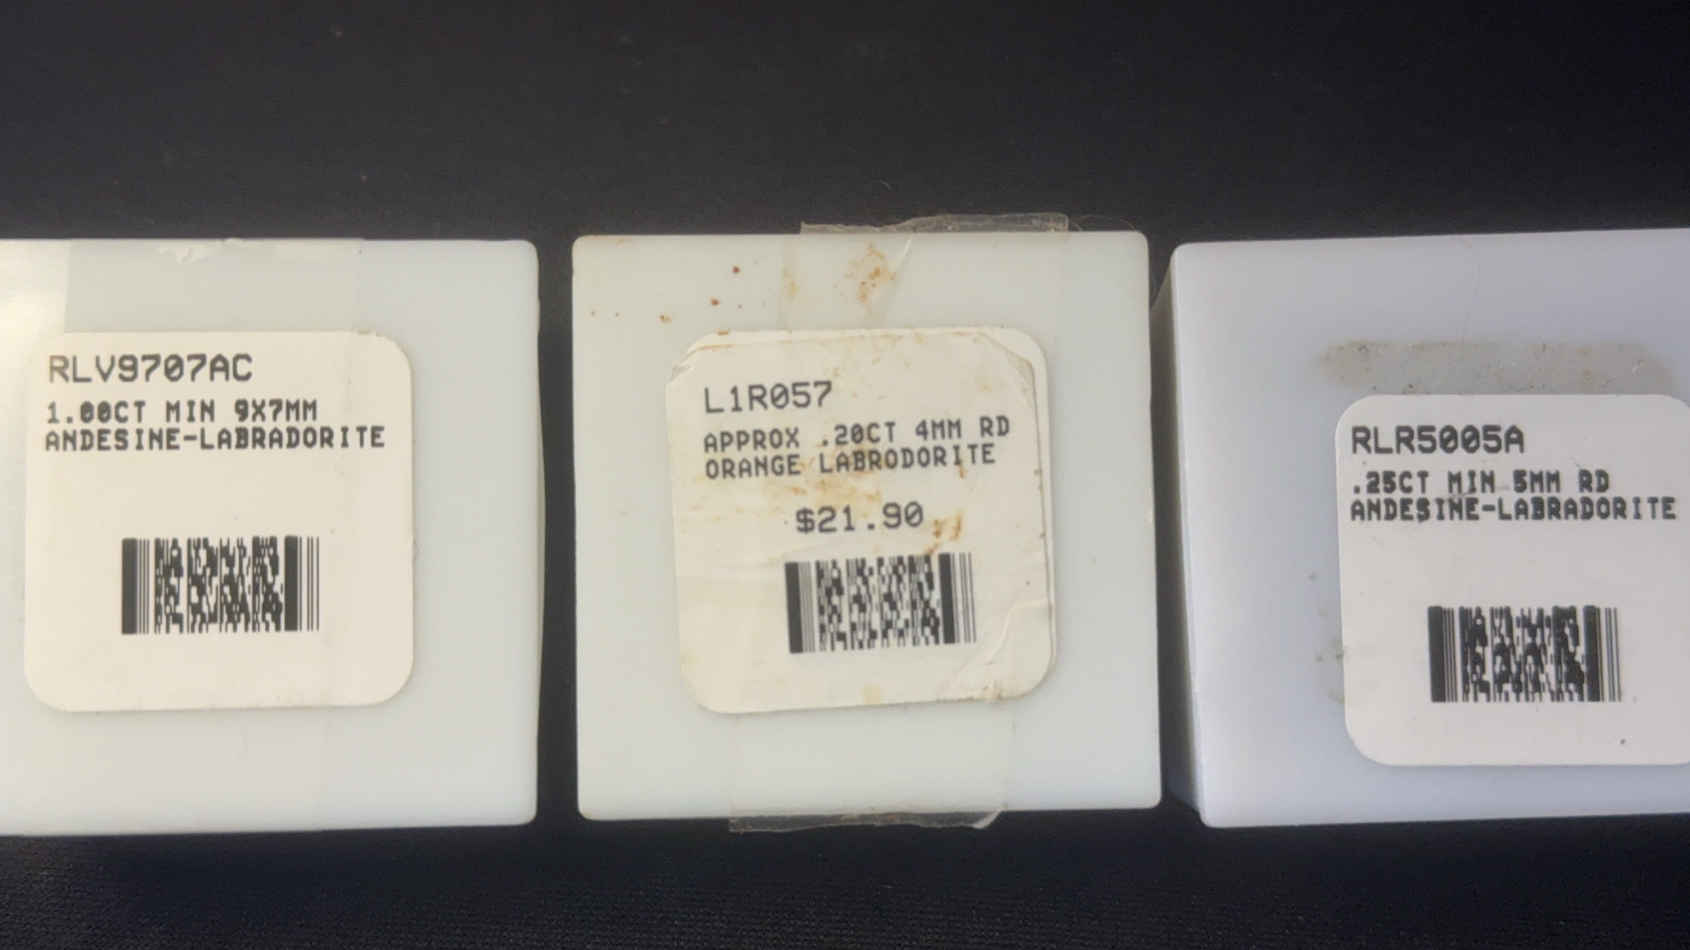 RLV9707AC
1.00CT MIN 9X7MM
ANDESINE-LABRADORITE
L1R057
APPROX .20CT 4MM RD
ORANGE LABRODORITE
$21.90
RLR5005A
.25CT MIN 5MM RD
ANDESINE-LABRADORITE